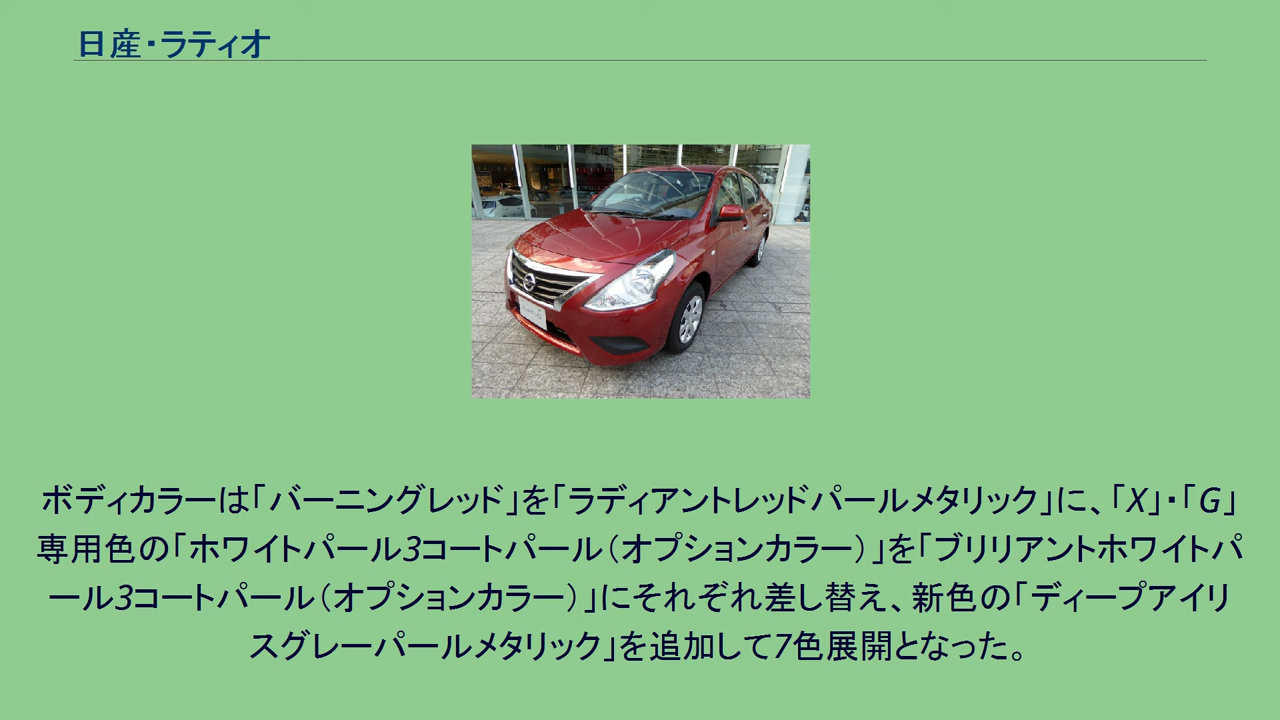 日産・ラティオ
ボディカラーは「バーニングレッド」を「ラディアントレッドパールメタリック」に、「X」・「G」
専用色の「ホワイトパール3コートパール（オプションカラー）」を「ブリリアントホワイトパ
ール3コートパール（オプションカラー）」にそれぞれ差し替え、新色の「ディープアイリ
スグレーパールメタリック」を追加して7色展開となった。